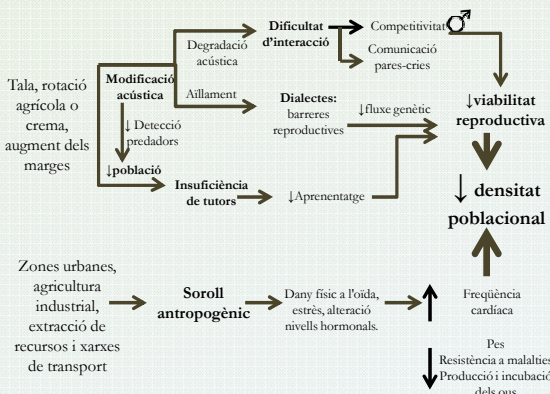 Tala, rotació
agrícola o
crema,
augment dels
marges
Modificació
acústica
↓ Detecció
predadors
↓població
Degradació
acústica
Aïllament
Insuficiència
de tutors
Dificultat
d'interacció
Competitivitat ♂
Comunicació
pares-cries
Dialectes:
barreres
reproductives
↓fluxe genètic
↓Aprenentatge
↓viabilitat
reproductiva
↓ densitat
poblacional
Zones urbanes,
agricultura
industrial,
extracció de
recursos i xarxes
de transport
Soroll
antropogènic
Dany físic a l'oïda,
estrès, alteració
nivells hormonals.
Freqüència
cardíaca
Pes
Resistència a malalties
Producció i incubació
dels ous